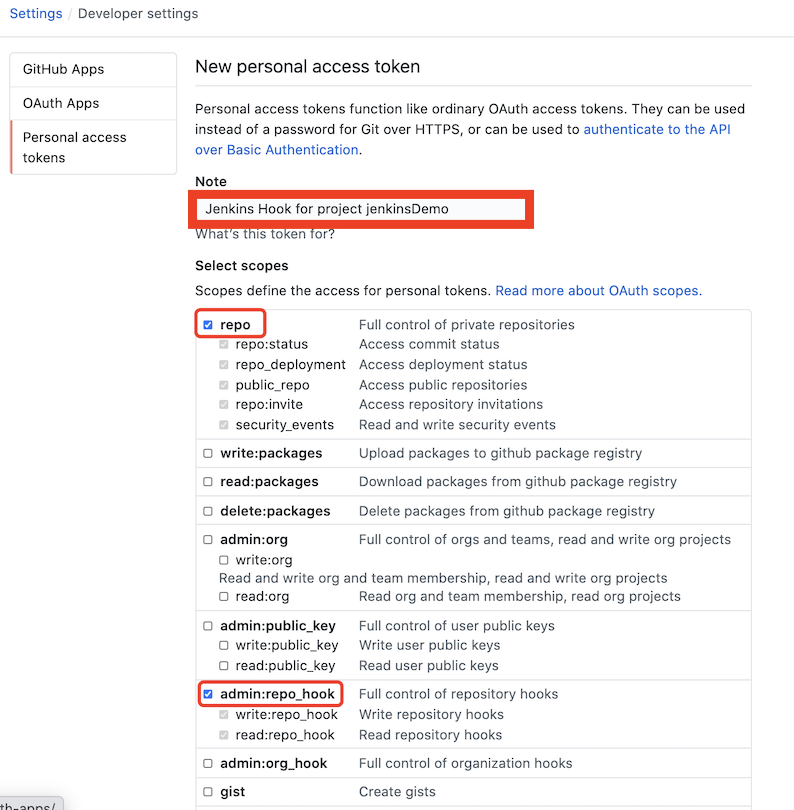 Settings / Developer settings
GitHub Apps
OAuth Apps
Personal access
tokens
New personal access token
Personal access tokens function like ordinary OAuth access tokens. They can be used
instead of a password for Git over HTTPS, or can be used to authenticate to the API
over Basic Authentication.
Note
Jenkins Hook for project jenkinsDemo
What's this token for?
Select scopes
Scopes define the access for personal tokens. Read more about OAuth scopes.
repo Full control of private repositories
repo:status Access commit status
repo_deployment Access deployment status
public_repo Access public repositories
repo:invite Access repository invitations
security_events Read and write security events
write:packages Upload packages to github package registry
read:packages Download packages from github package registry
delete:packages Delete packages from github package registry
admin:org Full control of orgs and teams, read and write org projects
write:org
Read and write org and team membership, read and write org projects
read:org Read org and team membership, read org projects
admin:public_key Full control of user public keys
write:public_key Write user public keys
read:public_key Read user public keys
admin:repo_hook Full control of repository hooks
write:repo_hook Write repository hooks
read:repo_hook Read repository hooks
admin:org_hook Full control of organization hooks
gist Create gists
th-apps/